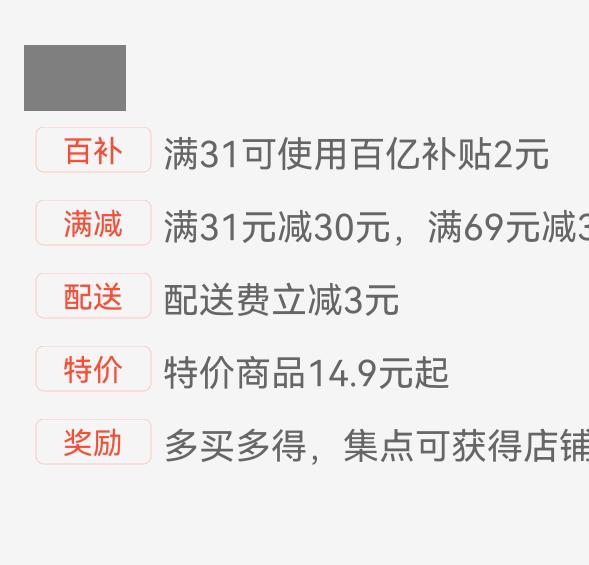 百补 满31可使用百亿补贴2元
满减 满31元减30元，满69元减3
配送 配送费立减3元
特价 特价商品14.9元起
奖励 多买多得，集点可获得店铺